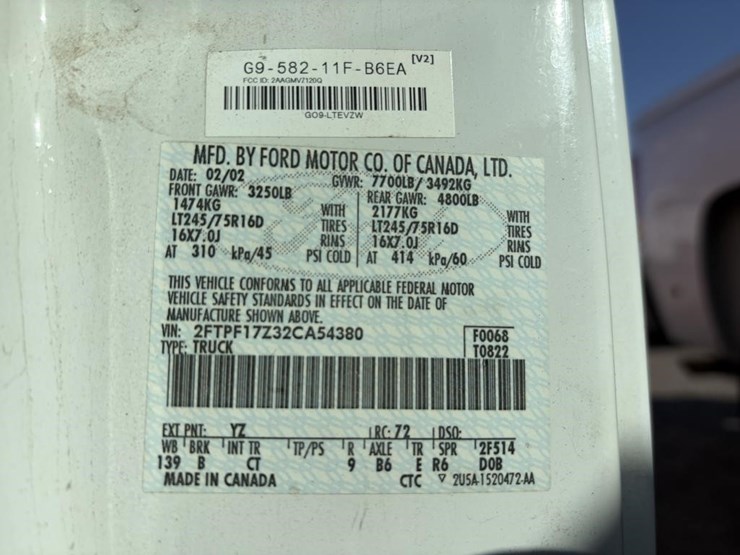 G9-582-11F-B6EA [V2]
FCC ID: 2AAGMV7120Q
GO9-LTEVZW
MFD. BY FORD MOTOR CO. OF CANADA, LTD.
DATE: 02/02 GVWR: 7700LB/ 3492KG
FRONT GAWR: 3250LB REAR GAWR: 4800LB
1474KG WITH 2177KG WITH
LT245/75R16D TIRES LT245/75R16D TIRES
16X7.0J RIMS 16X7.0J RIMS
AT 310 kPa/45 PSI COLD AT 414 kPa/60 PSI COLD
THIS VEHICLE CONFORMS TO ALL APPLICABLE FEDERAL MOTOR
VEHICLE SAFETY STANDARDS IN EFFECT ON THE DATE OF
MANUFACTURE SHOWN ABOVE.
VIN: 2FTPF17Z32CA54380 F0068
TYPE: TRUCK T0822
EXT PNT: YZ RC: 72 DSO:
WB BRK INT TR TP/PS R AXLE TR SPR 2F514
139 B CT 9 B6 E R6 DOB
MADE IN CANADA CTC ▽ 2U5A-1520472-AA